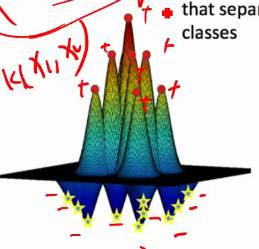 • that separ
classes
K(x₁, x₂)
+
+ +
+ + +
- - - - - - - -